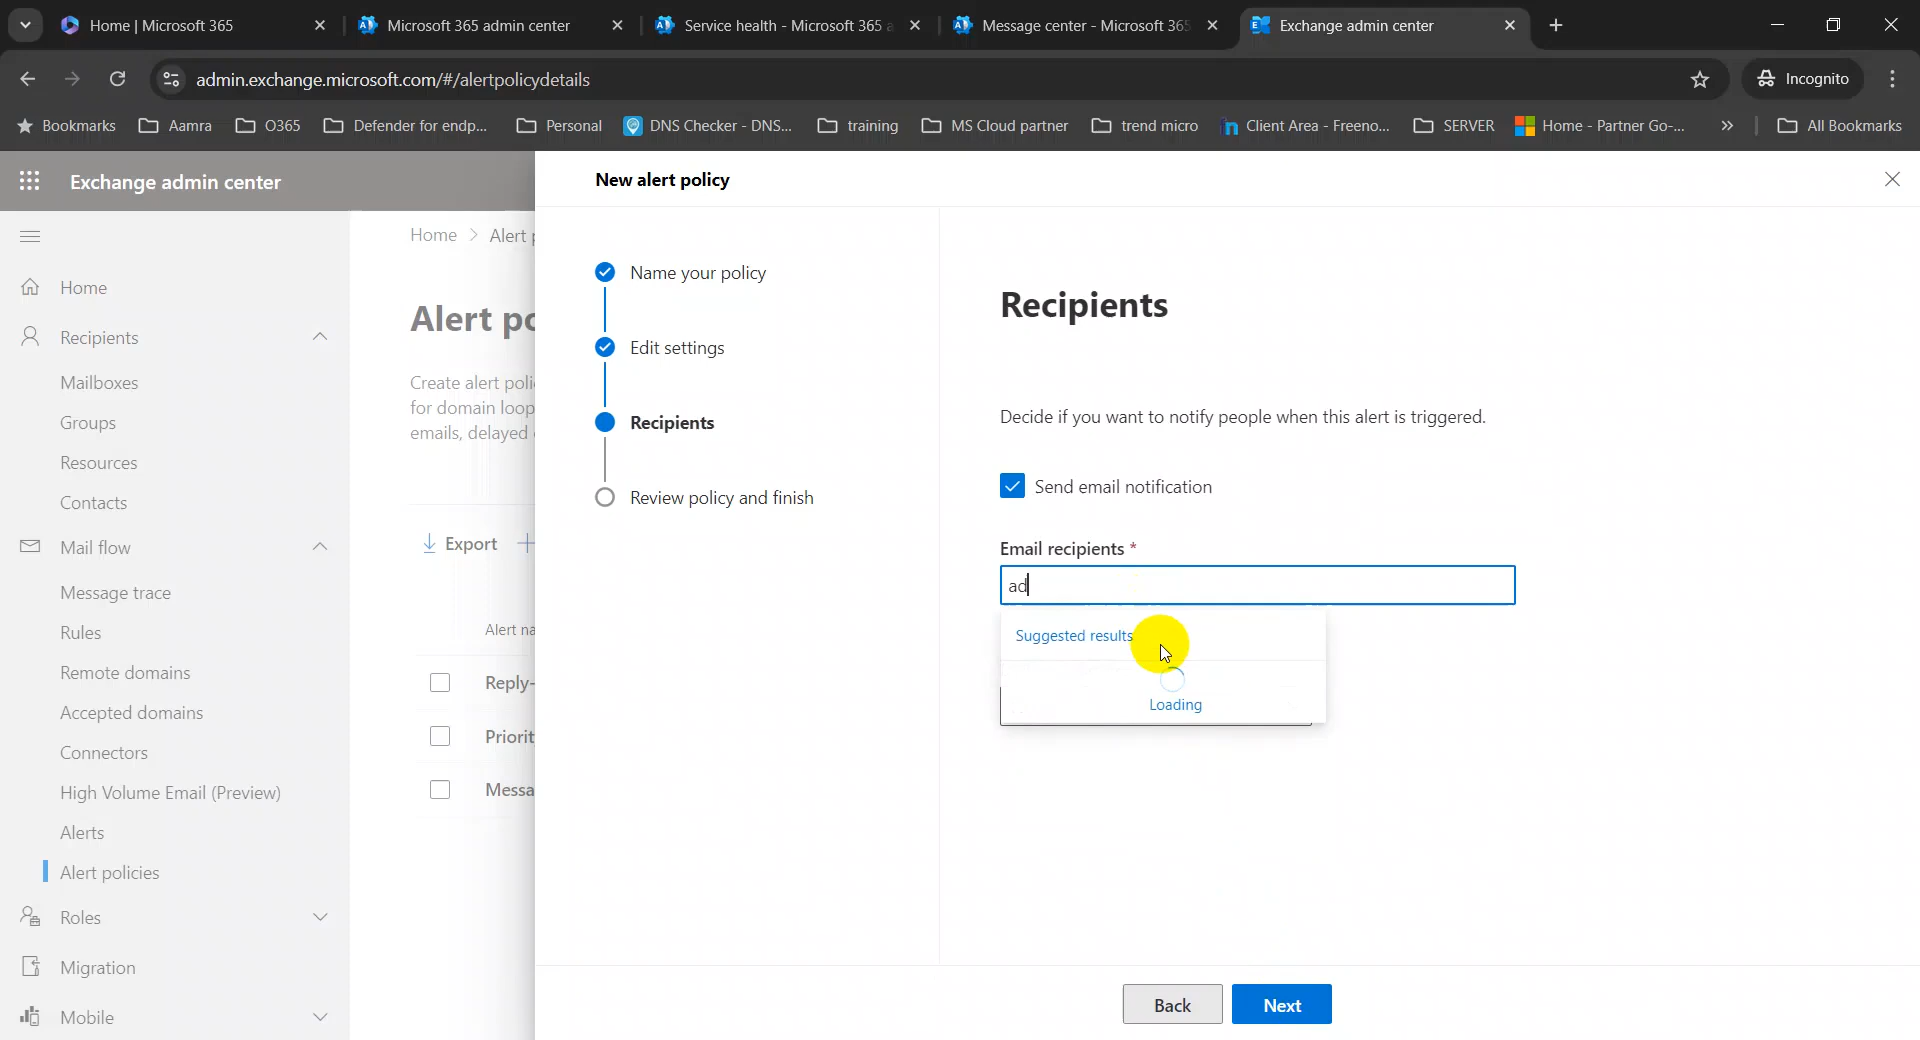 Home | Microsoft 365
Microsoft 365 admin center
Service health - Microsoft 365 a
Message center - Microsoft 365
Exchange admin center
admin.exchange.microsoft.com/#/alertpolicydetails
Incognito
Bookmarks
Aamra
O365
Defender for endp...
Personal
DNS Checker - DNS...
training
MS Cloud partner
trend micro
Client Area - Freeno...
SERVER
Home - Partner Go-...
All Bookmarks
Exchange admin center
Home
Recipients
Mailboxes
Groups
Resources
Contacts
Mail flow
Message trace
Rules
Remote domains
Accepted domains
Connectors
High Volume Email (Preview)
Alerts
Alert policies
Roles
Migration
Mobile
Home > Alert p
Alert po
Create alert poli
for domain loop
emails, delayed
Export
Alert na
Reply-
Priorit
Messa
New alert policy
Name your policy
Edit settings
Recipients
Review policy and finish
Recipients
Decide if you want to notify people when this alert is triggered.
Send email notification
Email recipients *
ad
Suggested results
Loading
Back
Next